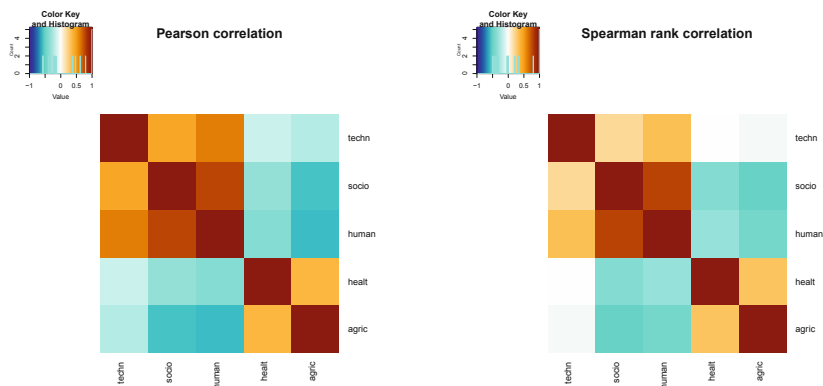 Color Key
and Histogram
Count
0 2 4
−1 0 0.5 1
Value
Pearson correlation
techn
socio
human
healt
agric
techn
socio
human
healt
agric
Color Key
and Histogram
Count
0 2 4
−1 0 0.5 1
Value
Spearman rank correlation
techn
socio
human
healt
agric
techn
socio
human
healt
agric